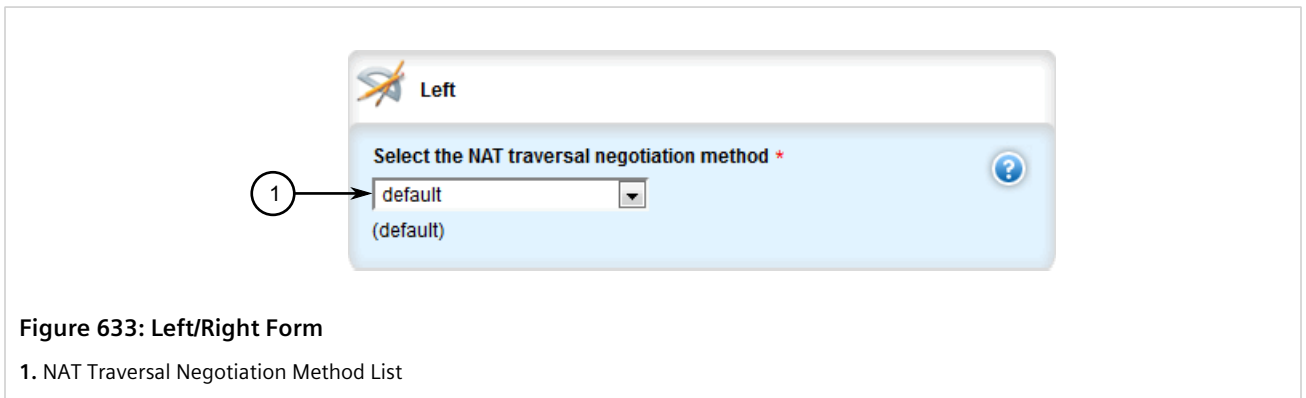 Left
Select the NAT traversal negotiation method *
1
default
(default)
Figure 633: Left/Right Form
1. NAT Traversal Negotiation Method List